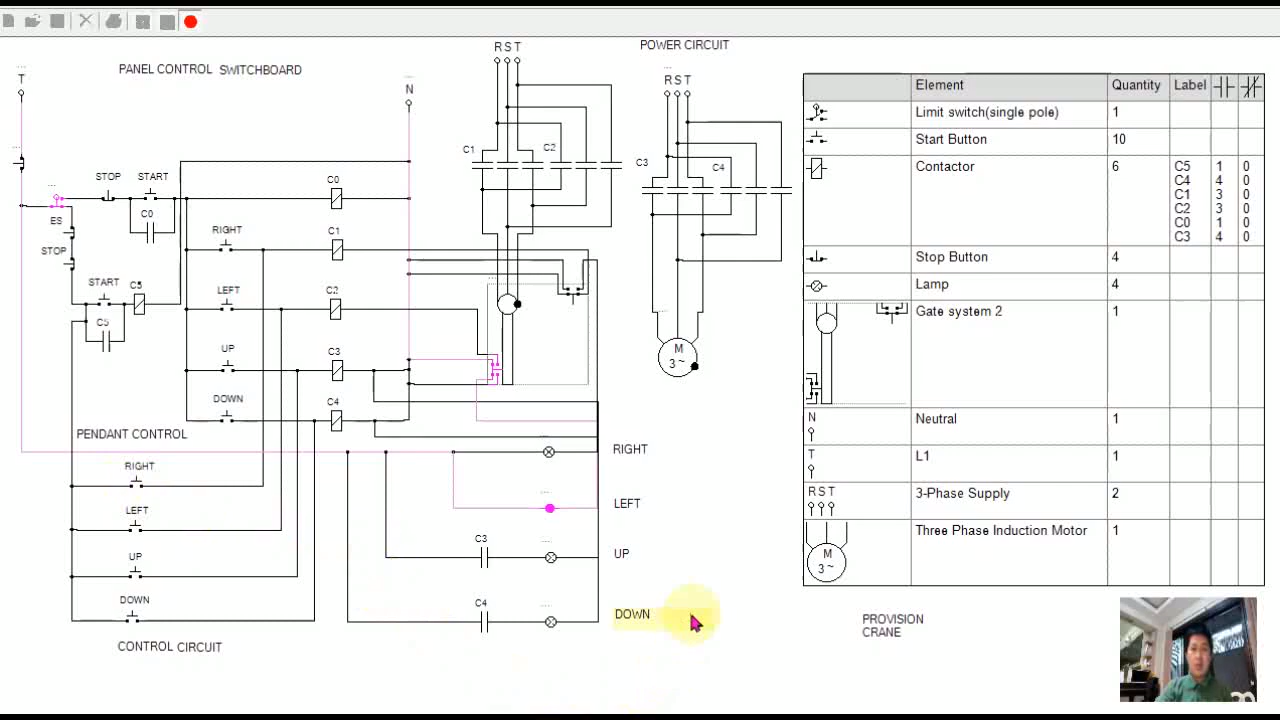 R S T
POWER CIRCUIT
PANEL CONTROL SWITCHBOARD
T
N
R S T
STOP
START
C0
C0
ES
STOP
RIGHT
C1
START
C5
C5
LEFT
C2
UP
C3
DOWN
C4
PENDANT CONTROL
RIGHT
LEFT
UP
DOWN
CONTROL CIRCUIT
C1
C2
C3
C4
M
3 ~
RIGHT
LEFT
C3
UP
C4
DOWN
Element Quantity Label
Limit switch(single pole) 1
Start Button 10
Contactor 6 C5 1 0
C4 4 0
C1 3 0
C2 3 0
C0 1 0
C3 4 0
Stop Button 4
Lamp 4
Gate system 2 1
N Neutral 1
T L1 1
R S T 3-Phase Supply 2
M
3 ~
Three Phase Induction Motor 1
PROVISION
CRANE